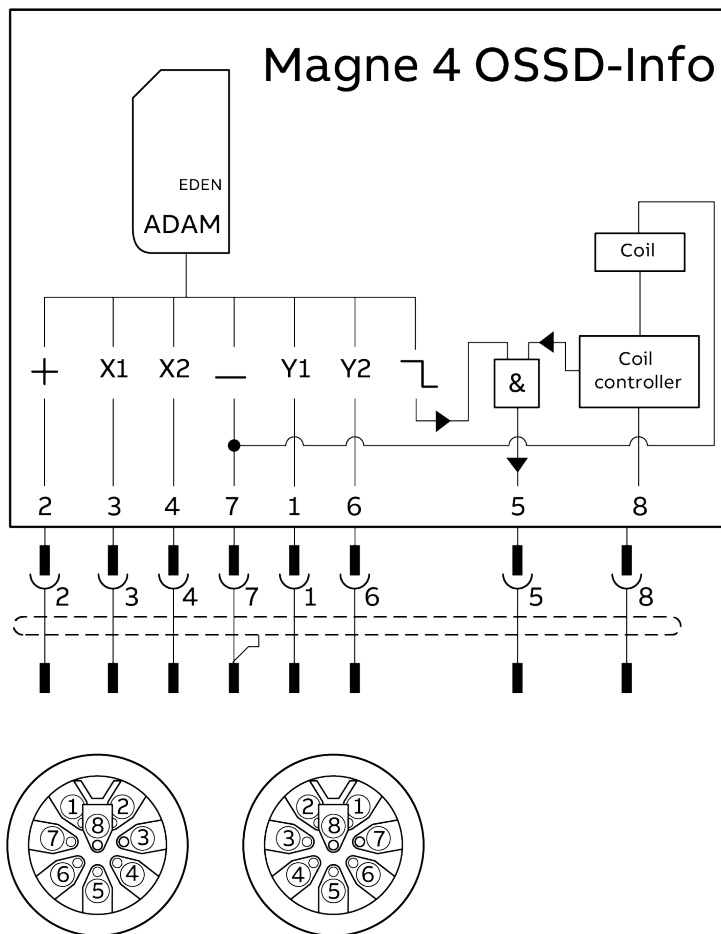 Magne 4 OSSD-Info
EDEN
ADAM
Coil
Coil
controller
+ X1 X2 — Y1 Y2 &
2 3 4 7 1 6 5 8
2 3 4 7 1 6 5 8
1 2
8
7 3
6 4
5
2 1
8
3 7
4 6
5